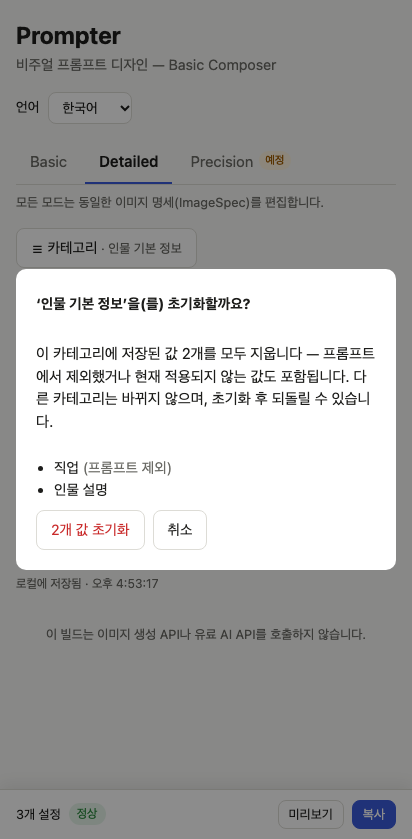 Prompter
비주얼 프롬프트 디자인 — Basic Composer
언어 한국어
Basic Detailed Precision 예정
모든 모드는 동일한 이미지 명세(ImageSpec)를 편집합니다.
≡ 카테고리 · 인물 기본 정보
‘인물 기본 정보’을(를) 초기화할까요?
이 카테고리에 저장된 값 2개를 모두 지웁니다 — 프롬프트
에서 제외했거나 현재 적용되지 않는 값도 포함됩니다. 다
른 카테고리는 바뀌지 않으며, 초기화 후 되돌릴 수 있습니
다.
• 직업 (프롬프트 제외)
• 인물 설명
2개 값 초기화 취소
로컬에 저장됨 · 오후 4:53:17
이 빌드는 이미지 생성 API나 유료 AI API를 호출하지 않습니다.
3개 설정 정상 미리보기 복사